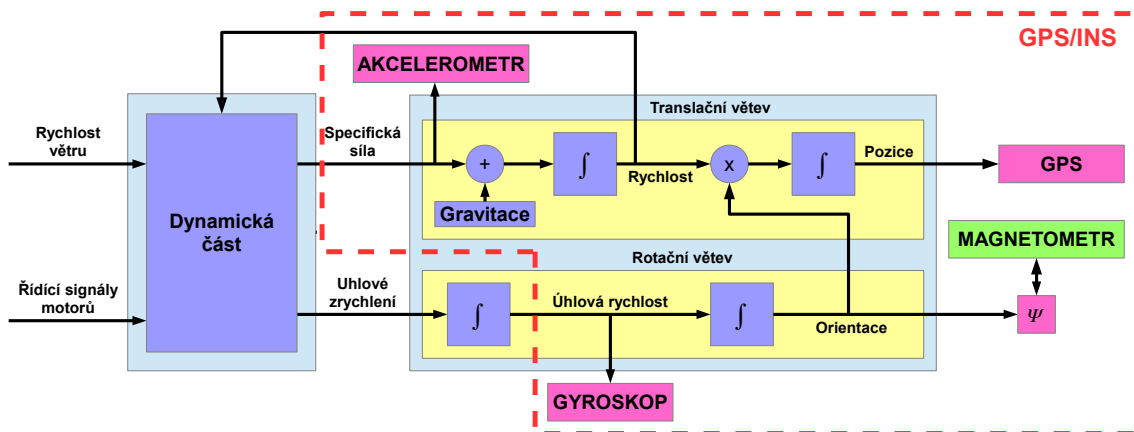 GPS/INS
AKCELEROMETR
Translační větev
Rychlost
větru
Specifická
síla
+
∫
Rychlost
x
∫
Pozice
GPS
Gravitace
Dynamická
část
MAGNETOMETR
Rotační větev
Řídící signály
motorů
Uhlové
zrychlení
∫
Úhlová rychlost
∫
Orientace
Ψ
GYROSKOP